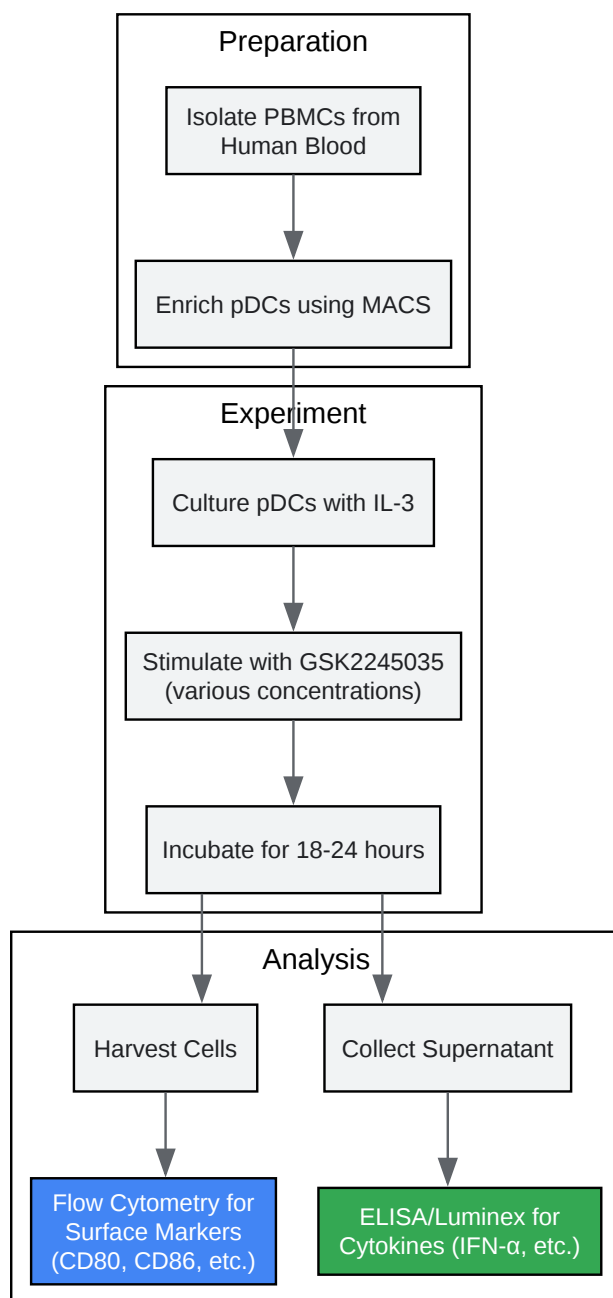 Preparation
Isolate PBMCs from
Human Blood
Enrich pDCs using MACS
Experiment
Culture pDCs with IL-3
Stimulate with GSK2245035
(various concentrations)
Incubate for 18-24 hours
Analysis
Harvest Cells
Collect Supernatant
Flow Cytometry for
Surface Markers
(CD80, CD86, etc.)
ELISA/Luminex for
Cytokines (IFN-α, etc.)